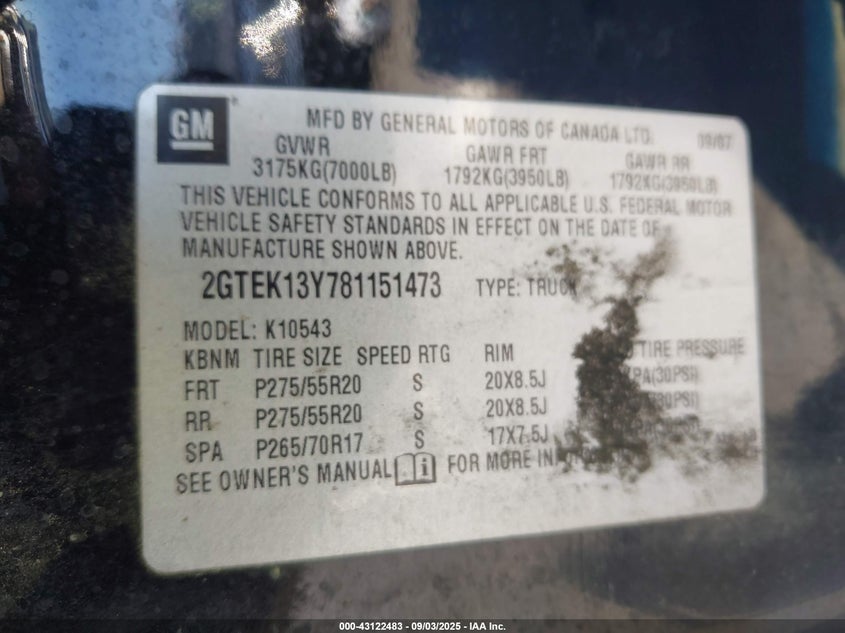 GM
MFD BY GENERAL MOTORS OF CANADA LTD. 09/07
GVWR GAWR FRT GAWR RR
3175KG(7000LB) 1792KG(3950LB) 1792KG(3950LB)
THIS VEHICLE CONFORMS TO ALL APPLICABLE U.S. FEDERAL MOTOR
VEHICLE SAFETY STANDARDS IN EFFECT ON THE DATE OF
MANUFACTURE SHOWN ABOVE.
2GTEK13Y781151473 TYPE: TRUCK
MODEL: K10543
KBNM TIRE SIZE SPEED RTG RIM TIRE PRESSURE
FRT P275/55R20 S 20X8.5J KPA(30PSI)
RR P275/55R20 S 20X8.5J
SPA P265/70R17 S 17X7.5J
SEE OWNER'S MANUAL FOR MORE
000-43122483 - 09/03/2025 - IAA Inc.